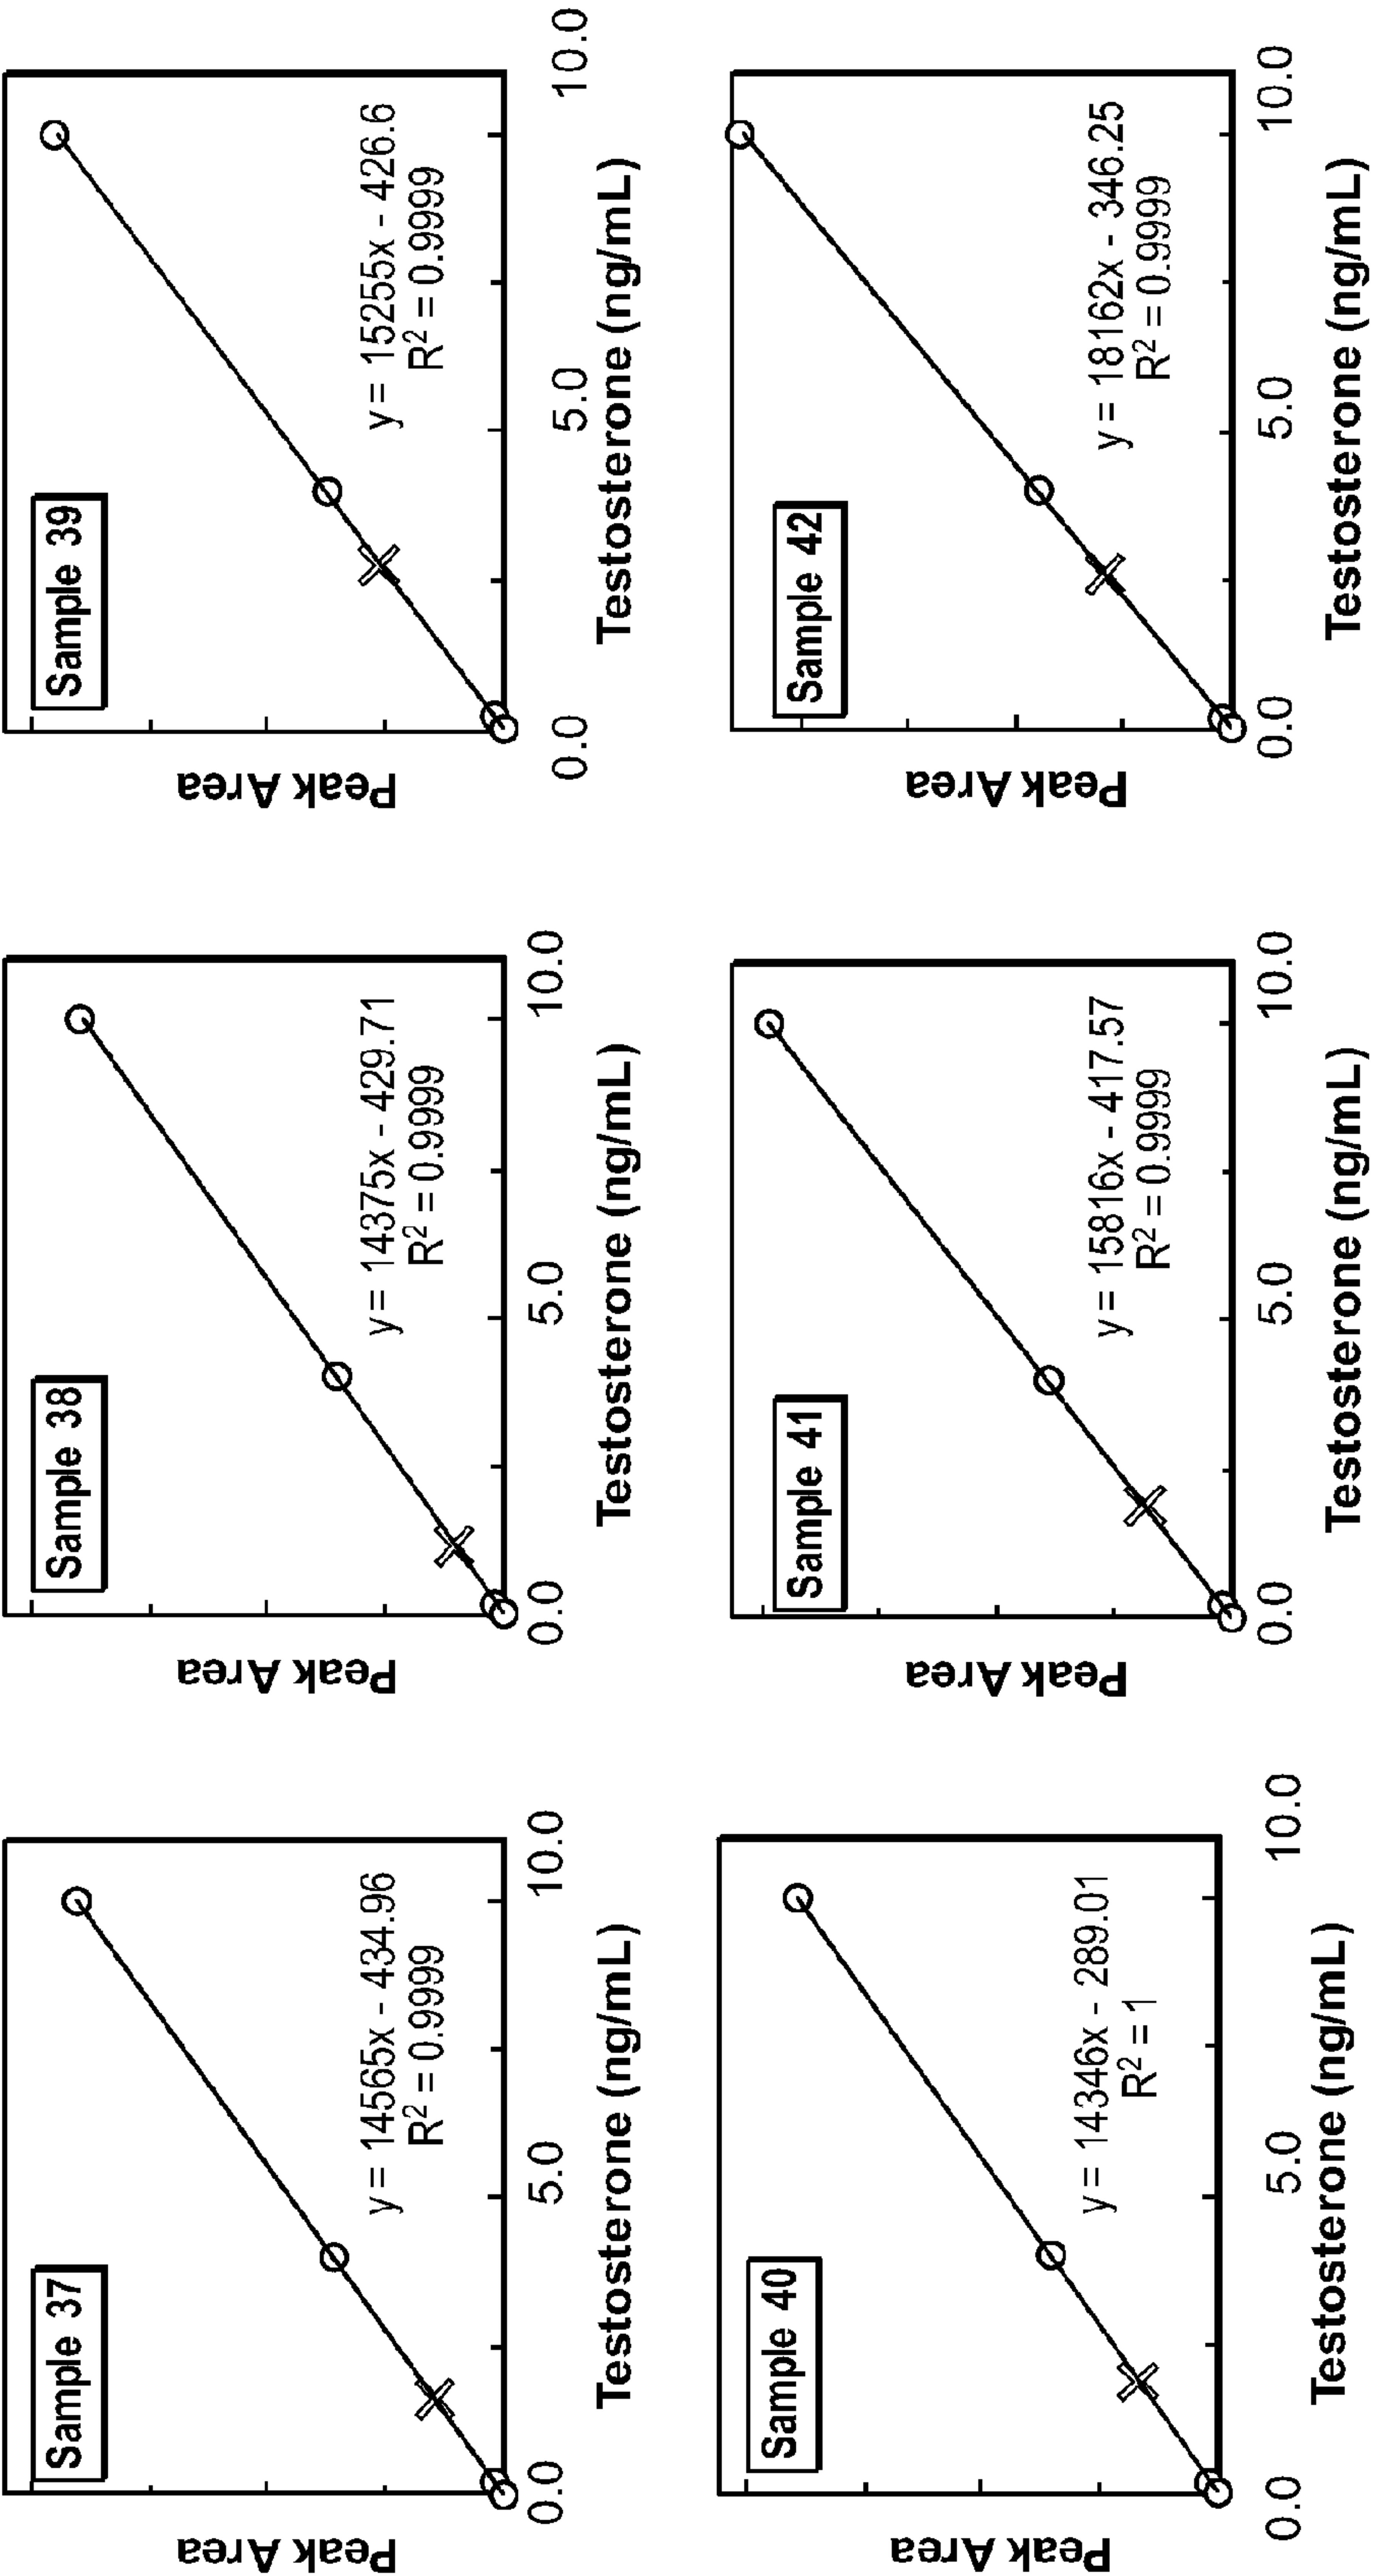 Sample 37
Peak Area
y = 14565x - 434.96
R² = 0.9999
0.0
5.0
10.0
Testosterone (ng/mL)
Sample 38
Peak Area
y = 14375x - 429.71
R² = 0.9999
0.0
5.0
10.0
Testosterone (ng/mL)
Sample 39
Peak Area
y = 15255x - 426.6
R² = 0.9999
0.0
5.0
10.0
Testosterone (ng/mL)
Sample 40
Peak Area
y = 14346x - 289.01
R² = 1
0.0
5.0
10.0
Testosterone (ng/mL)
Sample 41
Peak Area
y = 15816x - 417.57
R² = 0.9999
0.0
5.0
10.0
Testosterone (ng/mL)
Sample 42
Peak Area
y = 18162x - 346.25
R² = 0.9999
0.0
5.0
10.0
Testosterone (ng/mL)